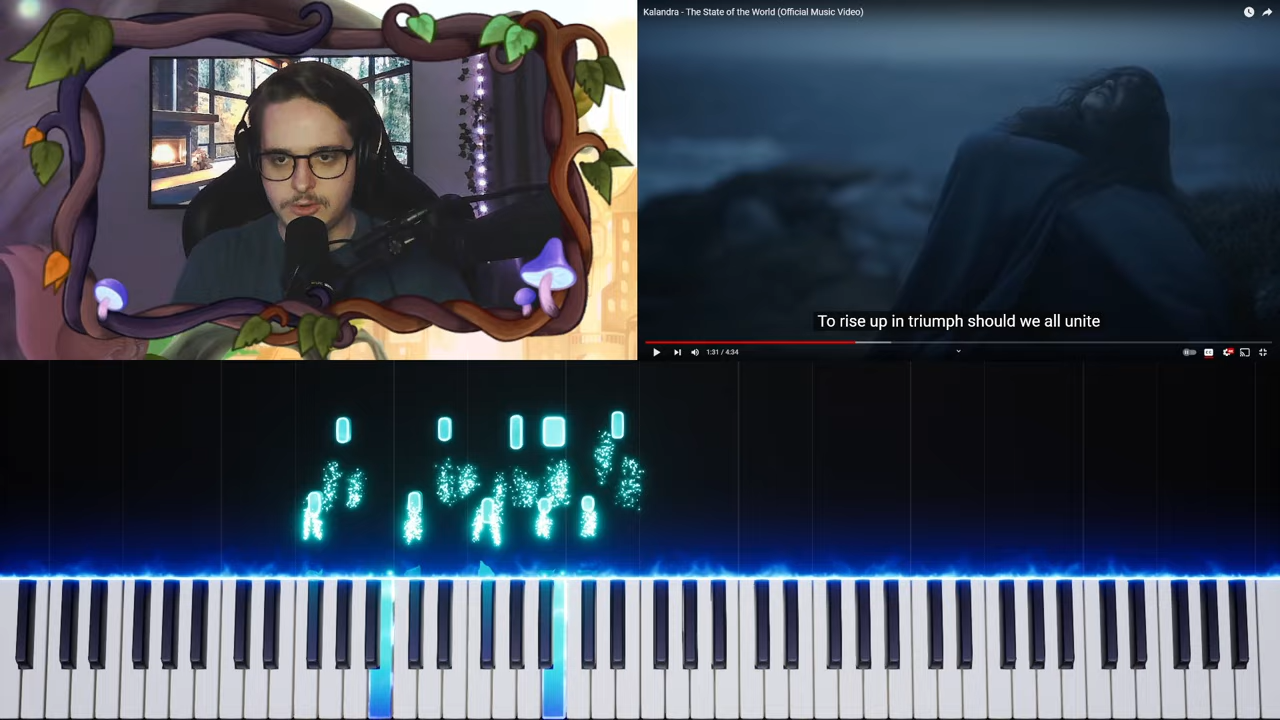 Kalandra - The State of the World (Official Music Video)
To rise up in triumph should we all unite
1:31 / 4:34